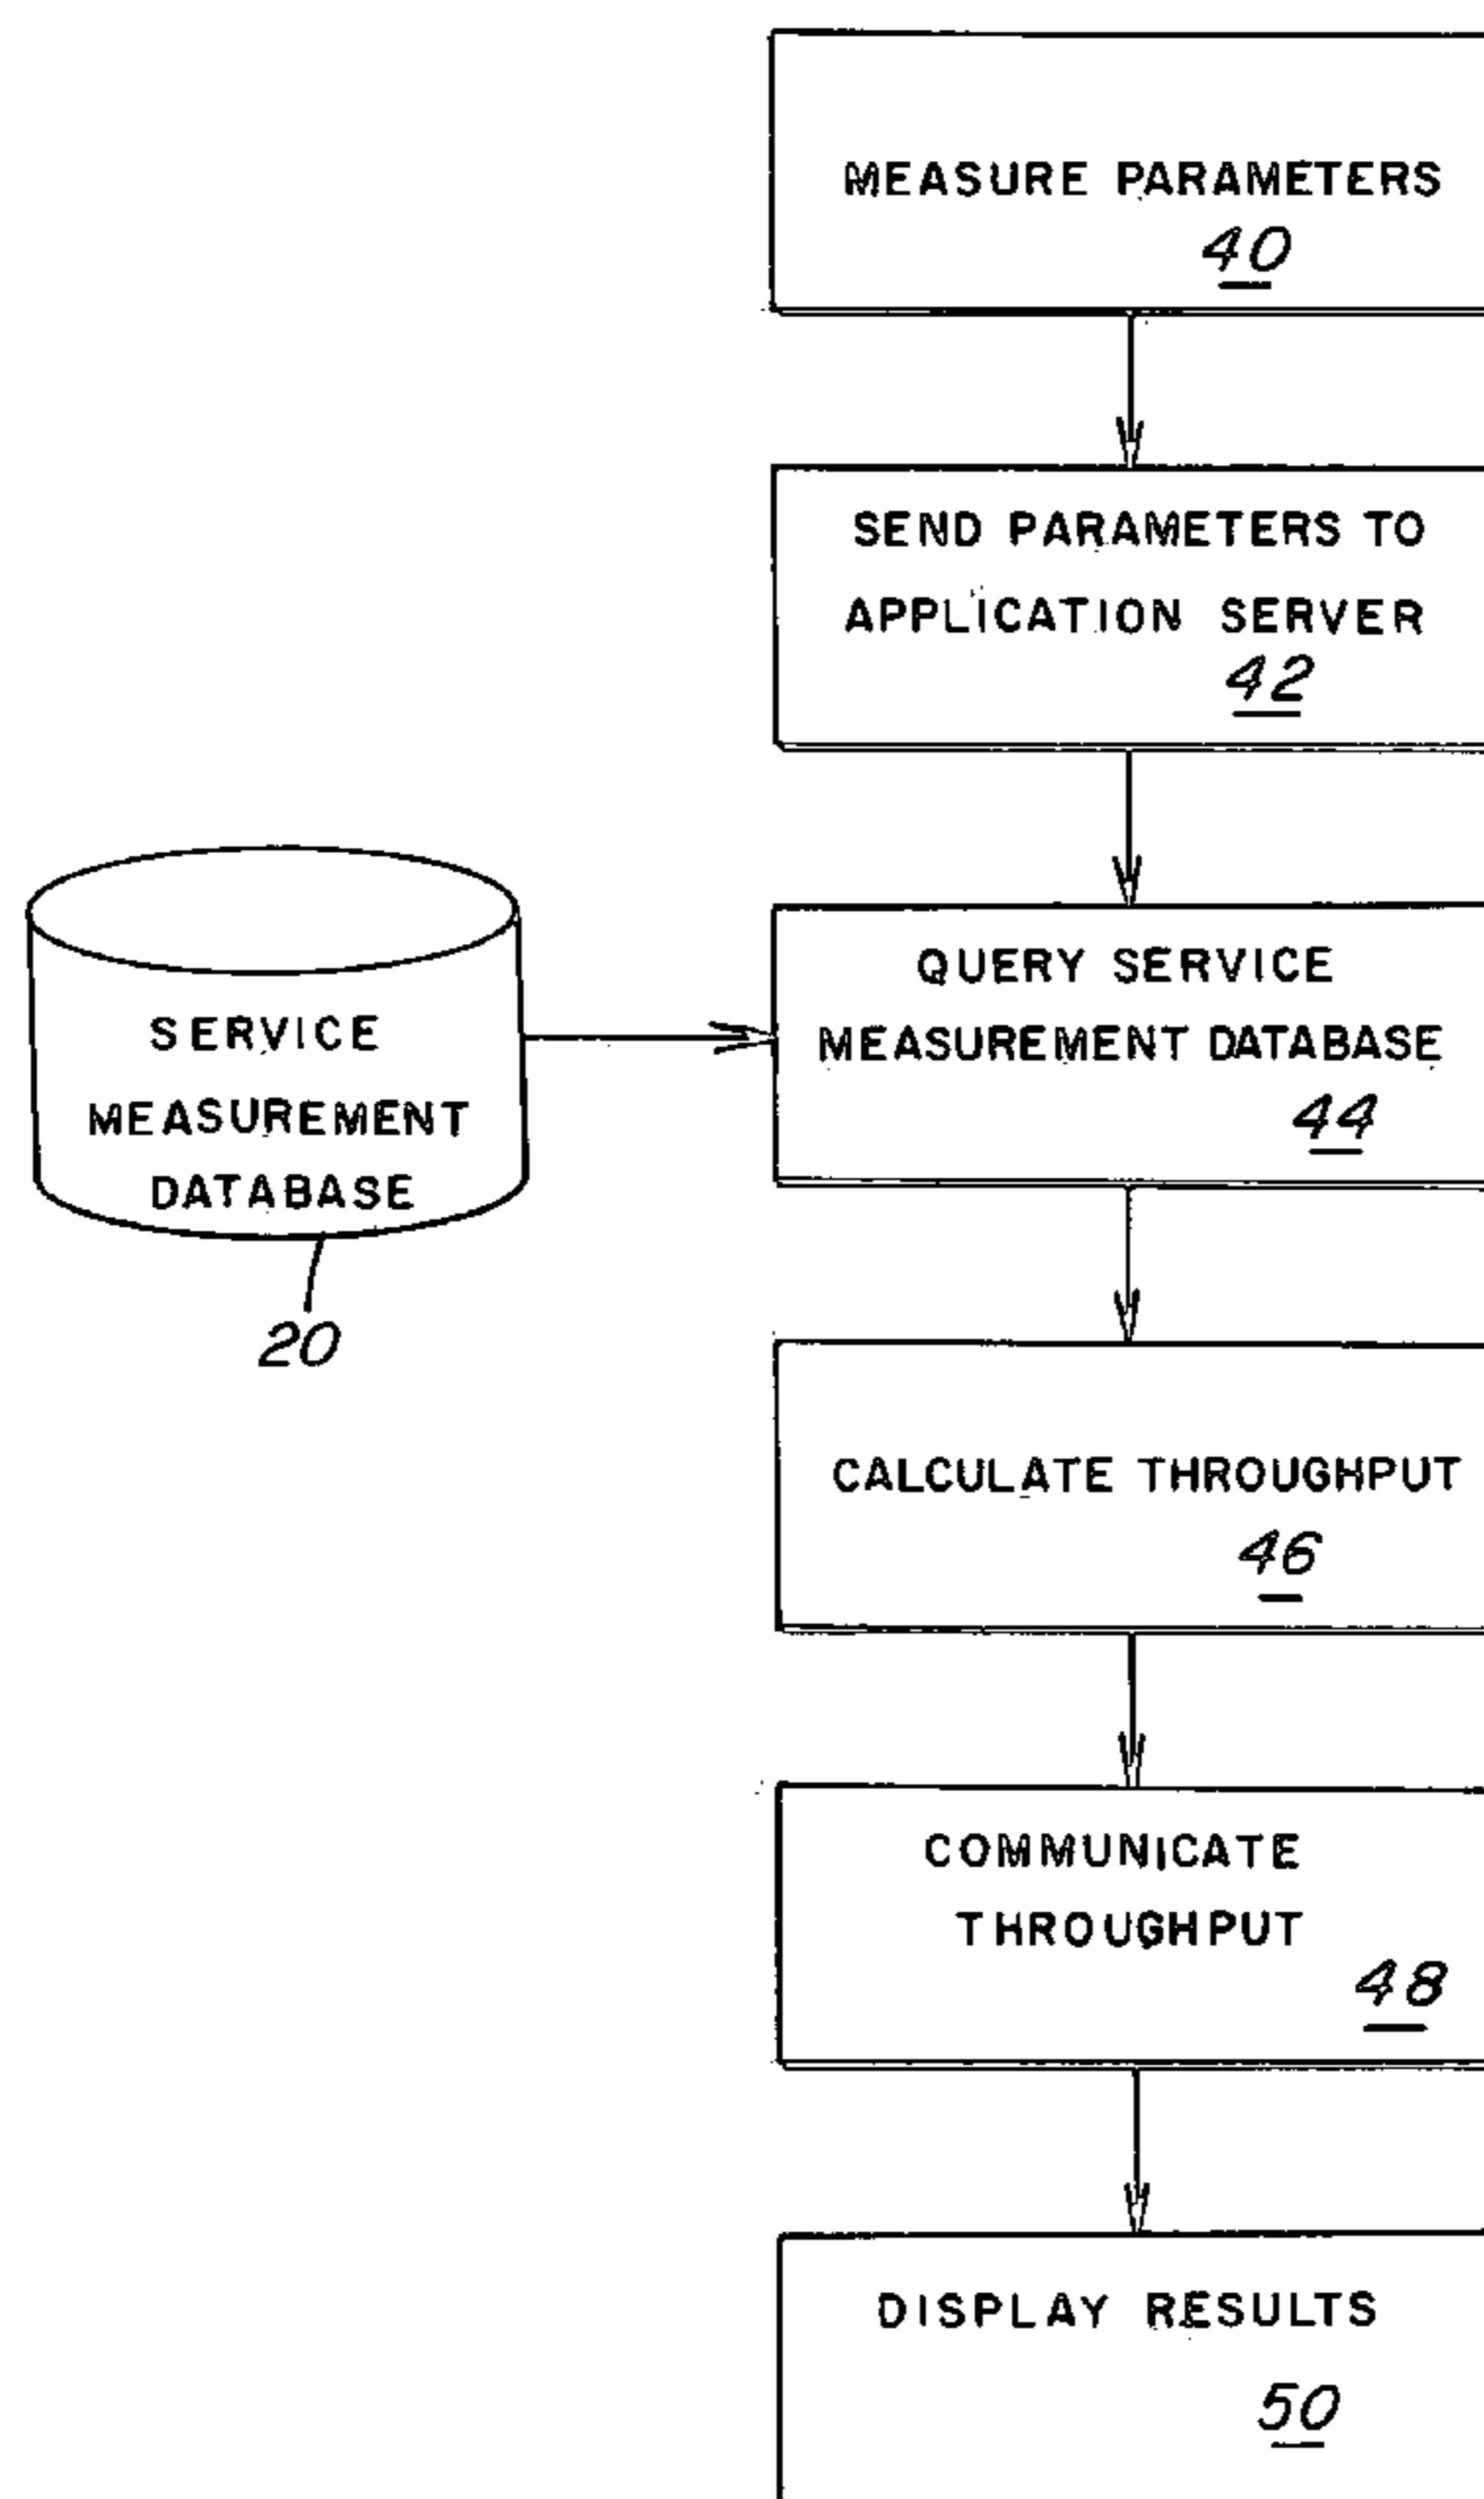 MEASURE PARAMETERS
40
SEND PARAMETERS TO
APPLICATION SERVER
42
SERVICE
MEASUREMENT
DATABASE
20
QUERY SERVICE
MEASUREMENT DATABASE
44
CALCULATE THROUGHPUT
46
COMMUNICATE
THROUGHPUT
48
DISPLAY RESULTS
50